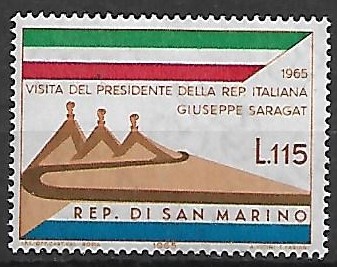 1965
VISITA DEL PRESIDENTE DELLA REP ITALIANA
GIUSEPPE SARAGAT
L.115
REP. DI SAN MARINO
1965